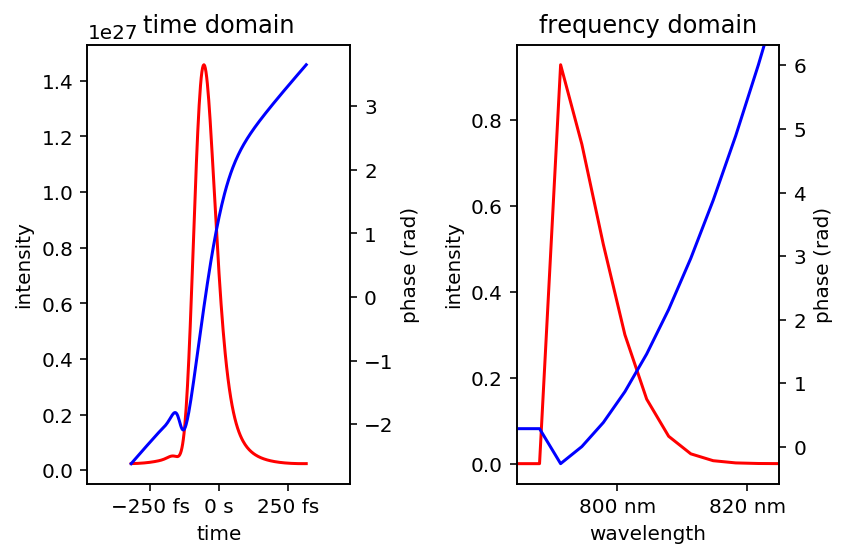 time domain
1e27
1.4
1.2
1.0
0.8
0.6
0.4
0.2
0.0
intensity
3
2
1
0
−1
−2
phase (rad)
−250 fs 0 s 250 fs
time
frequency domain
0.8
0.6
0.4
0.2
0.0
intensity
6
5
4
3
2
1
0
phase (rad)
800 nm 820 nm
wavelength